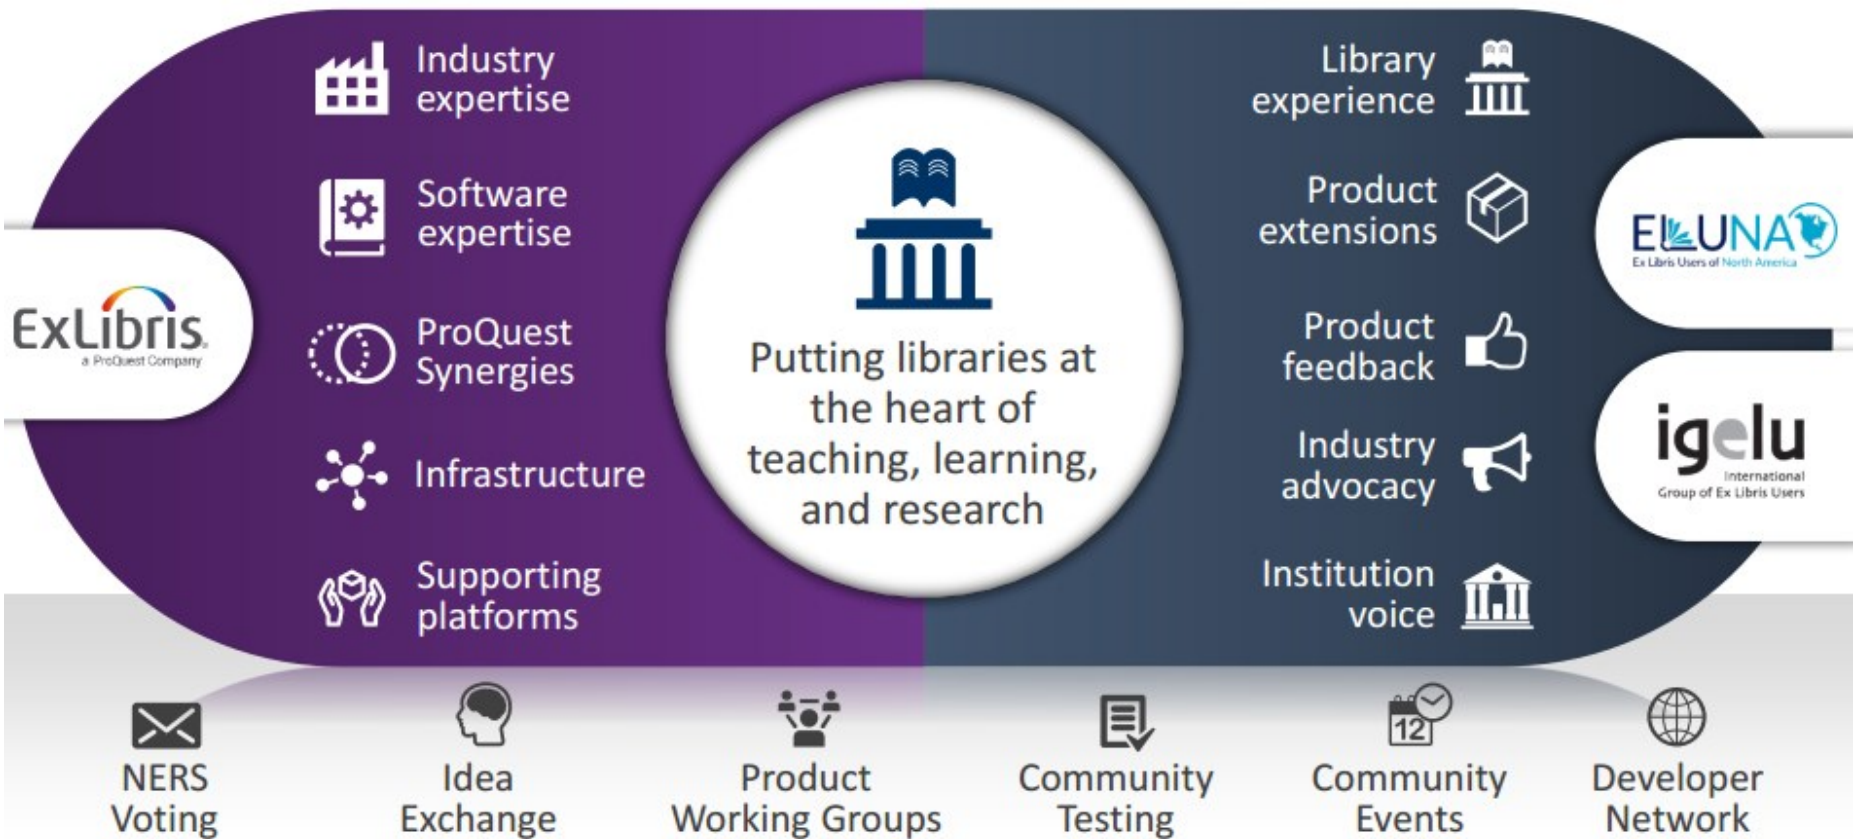 Industry
expertise
Software
expertise
ProQuest
Synergies
Infrastructure
Supporting
platforms
ExLibris
a ProQuest Company
Putting libraries at
the heart of
teaching, learning,
and research
Library
experience
Product
extensions
Product
feedback
Industry
advocacy
Institution
voice
ELUNA
Ex Libris Users of North America
igelu
International
Group of Ex Libris Users
12
NERS
Voting
Idea
Exchange
Product
Working Groups
Community
Testing
Community
Events
Developer
Network